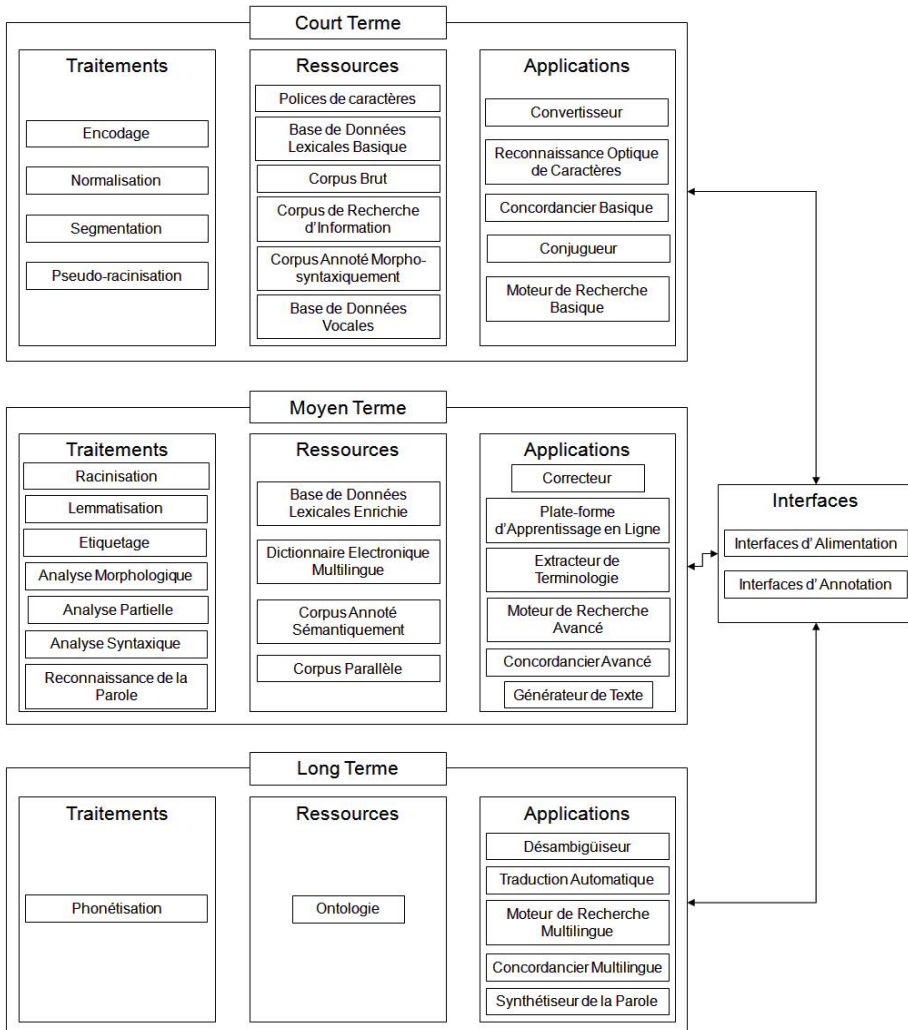 Court Terme
Traitements
Encodage
Normalisation
Segmentation
Pseudo-racinisation
Ressources
Polices de caractères
Base de Données
Lexicales Basique
Corpus Brut
Corpus de Recherche
d'Information
Corpus Annoté Morpho-
syntaxiquement
Base de Données
Vocales
Applications
Convertisseur
Reconnaissance Optique
de Caractères
Concordancier Basique
Conjugueur
Moteur de Recherche
Basique
Moyen Terme
Traitements
Racinisation
Lemmatisation
Etiquetage
Analyse Morphologique
Analyse Partielle
Analyse Syntaxique
Reconnaissance de la
Parole
Ressources
Base de Données
Lexicales Enrichie
Dictionnaire Electronique
Multilingue
Corpus Annoté
Sémantiquement
Corpus Parallèle
Applications
Correcteur
Plate-forme
d'Apprentissage en Ligne
Extracteur de
Terminologie
Moteur de Recherche
Avancé
Concordancier Avancé
Générateur de Texte
Interfaces
Interfaces d'Alimentation
Interfaces d'Annotation
Long Terme
Traitements
Phonétisation
Ressources
Ontologie
Applications
Désambigüiseur
Traduction Automatique
Moteur de Recherche
Multilingue
Concordancier Multilingue
Synthétiseur de la Parole